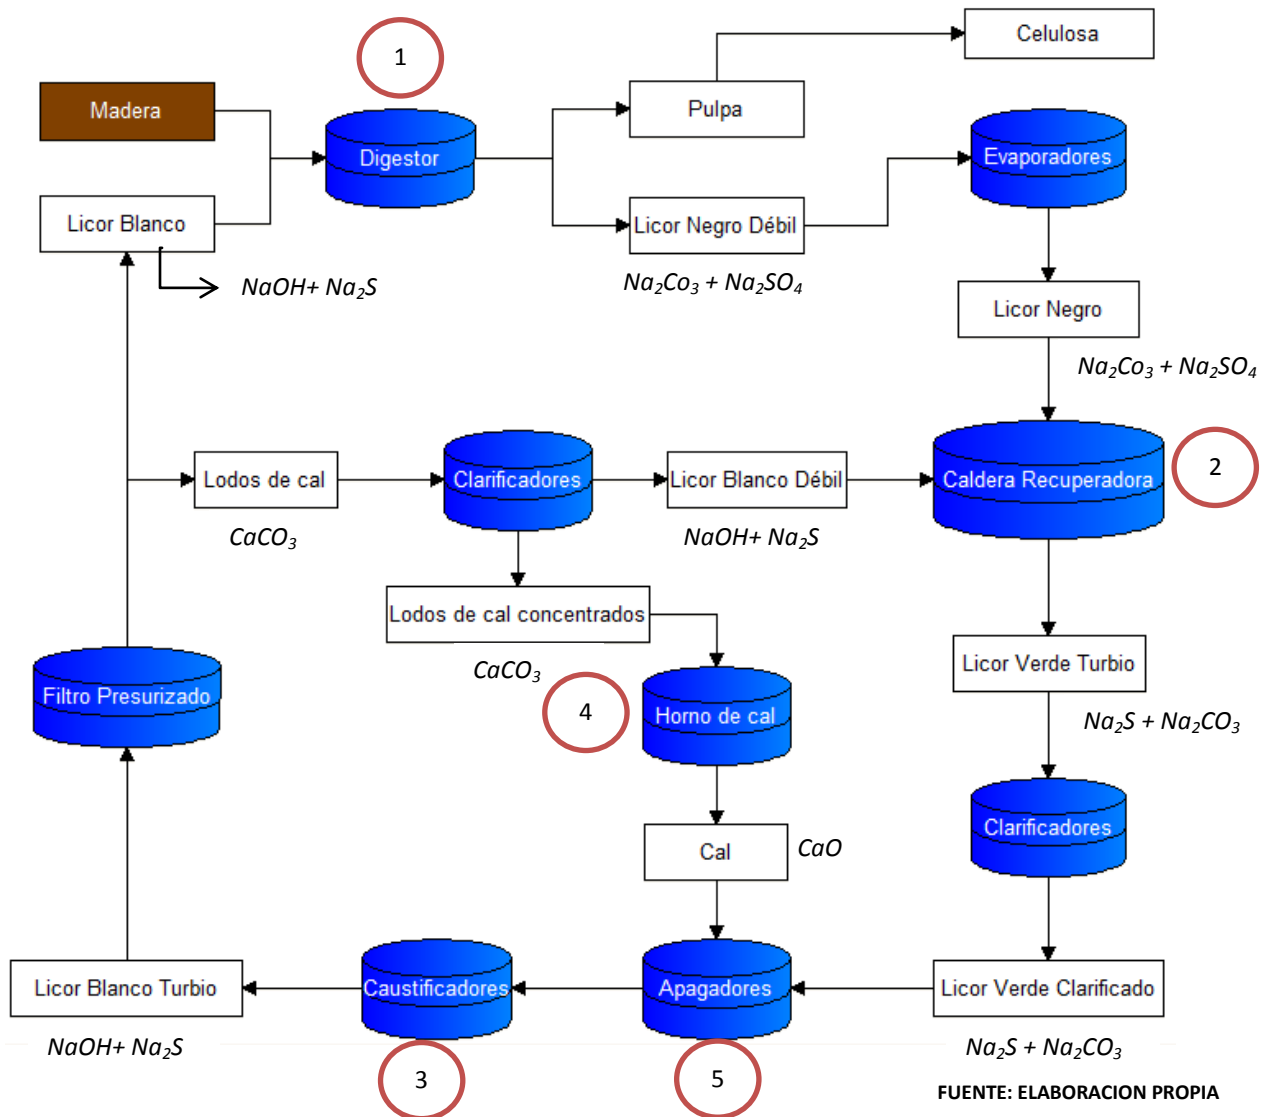 1
Celulosa
Madera
Pulpa
Digestor
Evaporadores
Licor Blanco
Licor Negro Débil
NaOH+ Na₂S
Na₂Co₃ + Na₂SO₄
Licor Negro
Na₂Co₃ + Na₂SO₄
Lodos de cal
Clarificadores
Licor Blanco Débil
Caldera Recuperadora
2
CaCO₃
NaOH+ Na₂S
Lodos de cal concentrados
CaCO₃
Licor Verde Turbio
Filtro Presurizado
4
Horno de cal
Na₂S + Na₂CO₃
Clarificadores
Cal
CaO
Licor Blanco Turbio
Caustificadores
Apagadores
Licor Verde Clarificado
NaOH+ Na₂S
3
5
Na₂S + Na₂CO₃
FUENTE: ELABORACION PROPIA